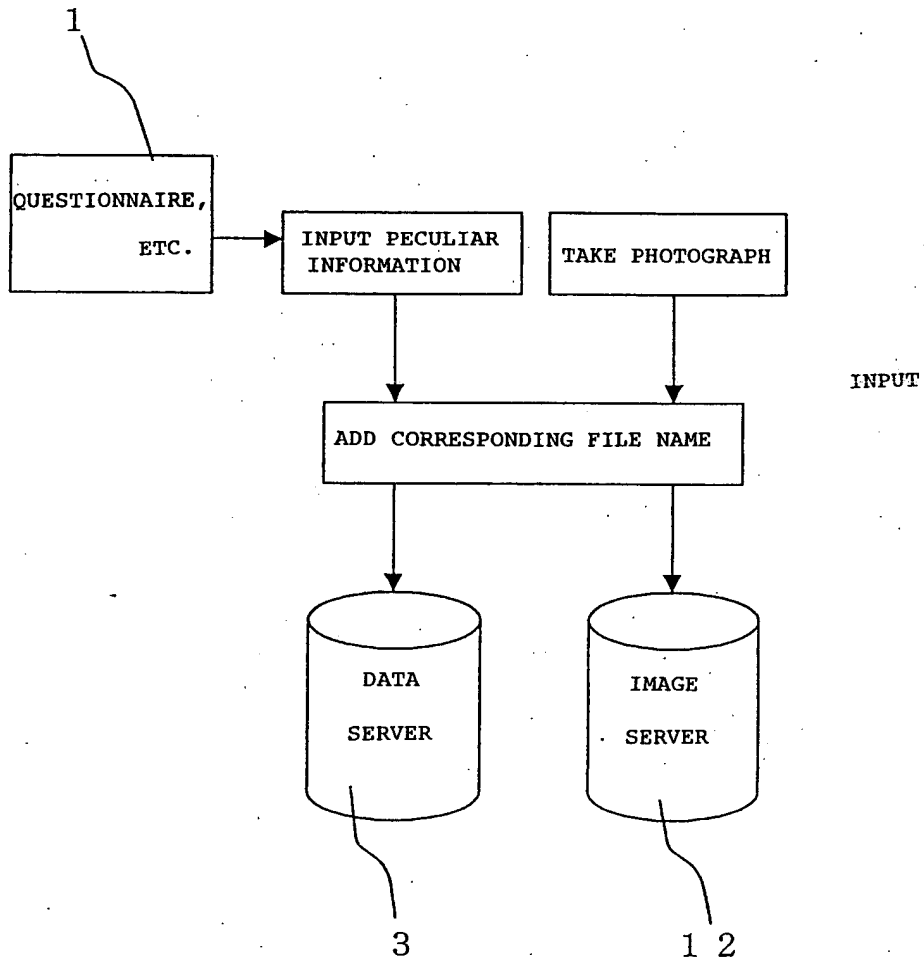 1
QUESTIONNAIRE,
ETC.
INPUT PECULIAR
INFORMATION
TAKE PHOTOGRAPH
INPUT
ADD CORRESPONDING FILE NAME
DATA
SERVER
IMAGE
SERVER
3
1 2